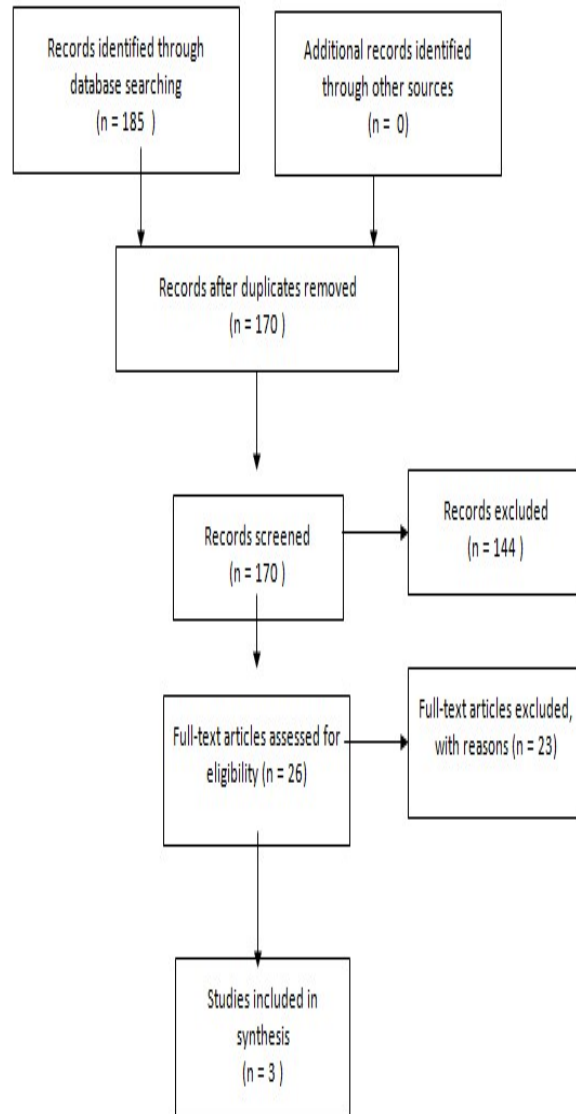 Records identified through
database searching
(n = 185 )
Additional records identified
through other sources
(n = 0)
Records after duplicates removed
(n = 170 )
Records screened
(n = 170 )
Records excluded
(n = 144 )
Full-text articles assessed for
eligibility (n = 26)
Full-text articles excluded,
with reasons (n = 23)
Studies included in
synthesis
(n = 3 )